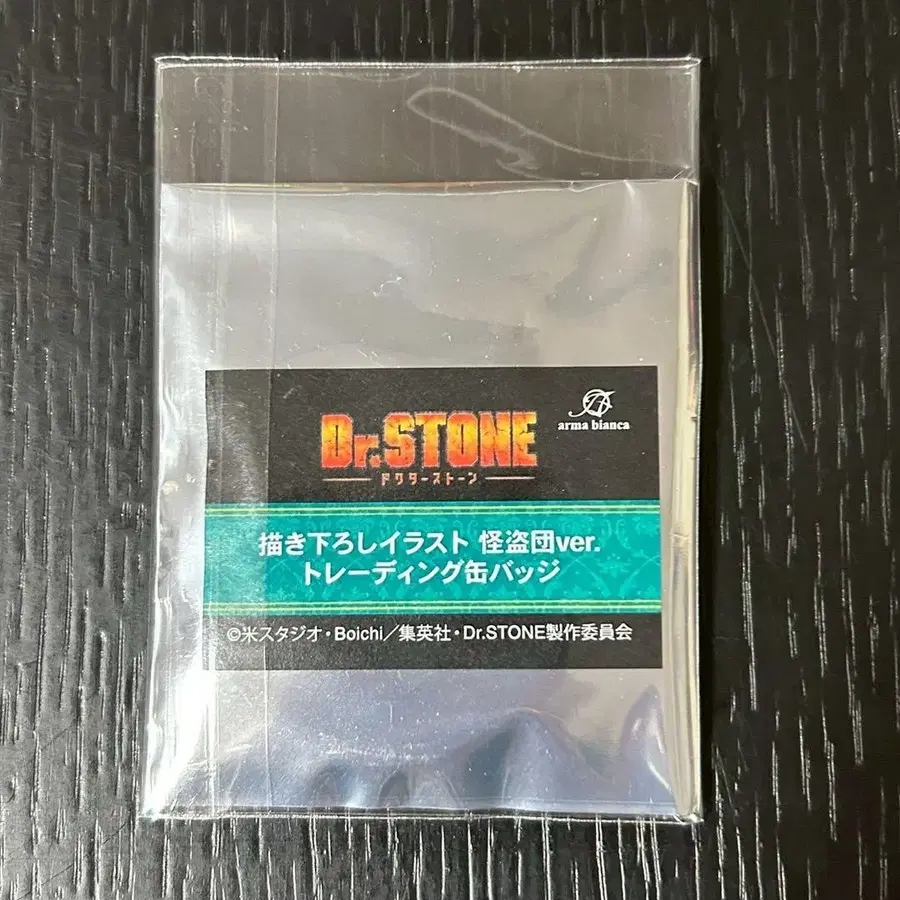 Dr.STONE
ドクターストーン
arma bianca
描き下ろしイラスト 怪盗団ver.
トレーディング缶バッジ
©米スタジオ・Boichi/集英社・Dr.STONE製作委員会